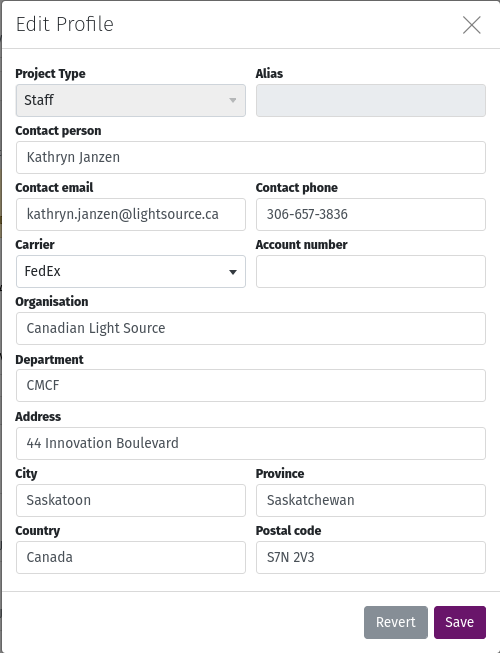 Edit Profile
Project Type Alias
Staff
Contact person
Kathryn Janzen
Contact email Contact phone
kathryn.janzen@lightsource.ca 306-657-3836
Carrier Account number
FedEx
Organisation
Canadian Light Source
Department
CMCF
Address
44 Innovation Boulevard
City Province
Saskatoon Saskatchewan
Country Postal code
Canada S7N 2V3
Revert Save